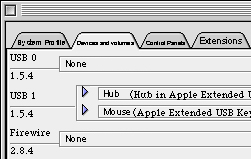 System Profile Devices and volumes Control Panels Extensions
USB 0
None
1.5.4
USB 1
Hub (Hub in Apple Extended USB Key
Mouse (Apple Extended USB Key
1.5.4
Firewire
None
2.8.4